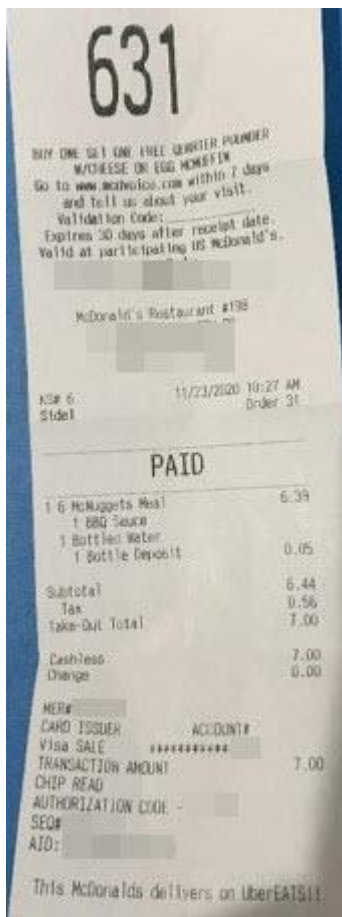 631
BUY ONE GET ONE FREE QUARTER POUNDER
W/CHEESE OR EGG MCMUFFIN
Go to www.mcdvoice.com within 7 days
and tell us about your visit.
Validation Code:
Expires 30 days after receipt date.
Valid at participating US McDonald's.
McDonald's Restaurant #198
KS# 6
11/23/2020 10:27 AM
Side1
Order 31
PAID
1 6 McNuggets Meal 6.39
1 BBQ Sauce
1 Bottled Water
1 Bottle Deposit 0.05
Subtotal 6.44
Tax 0.56
Take-Out Total 7.00
Cashless 7.00
Change 0.00
MER#
CARD ISSUER ACCOUNT#
Visa SALE ************
TRANSACTION AMOUNT 7.00
CHIP READ
AUTHORIZATION CODE -
SEQ#
AID:
This McDonalds delivers on UberEATS!!